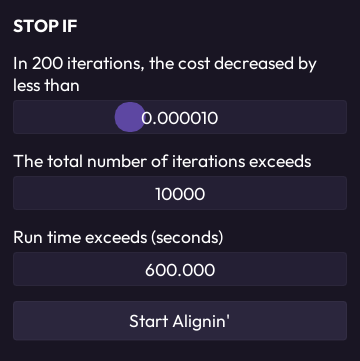 STOP IF
In 200 iterations, the cost decreased by
less than
0.000010
The total number of iterations exceeds
10000
Run time exceeds (seconds)
600.000
Start Alignin'